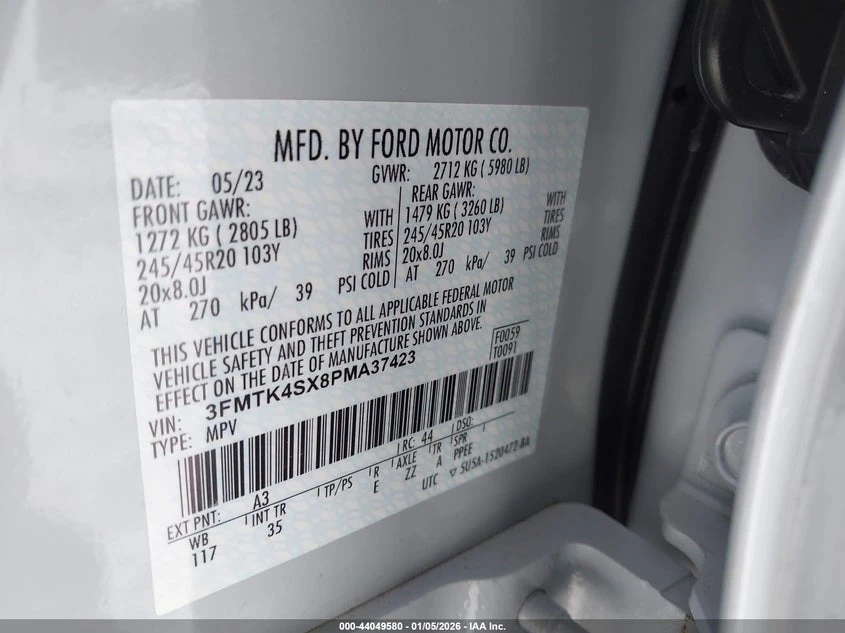 MFD. BY FORD MOTOR CO.
DATE: 05/23
GVWR: 2712 KG ( 5980 LB)
FRONT GAWR:
1272 KG ( 2805 LB) WITH
245/45R20 103Y TIRES
20x8.0J RIMS
AT 270 kPa/ 39 PSI COLD
REAR GAWR:
1479 KG ( 3260 LB) WITH
245/45R20 103Y TIRES
20x8.0J RIMS
AT 270 kPa/ 39 PSI COLD
THIS VEHICLE CONFORMS TO ALL APPLICABLE FEDERAL MOTOR
VEHICLE SAFETY AND THEFT PREVENTION STANDARDS IN
EFFECT ON THE DATE OF MANUFACTURE SHOWN ABOVE.
F0059
T0091
VIN: 3FMTK4SX8PMA37423
TYPE: MPV
RC: 44 DSO:
EXT PNT: A3 TP/PS R AXLE TR SPR
E ZZ A PPEE
WB INT TR
117 35
UTC SU5A-1520472-BA
000-44049580 - 01/05/2026 - IAA Inc.